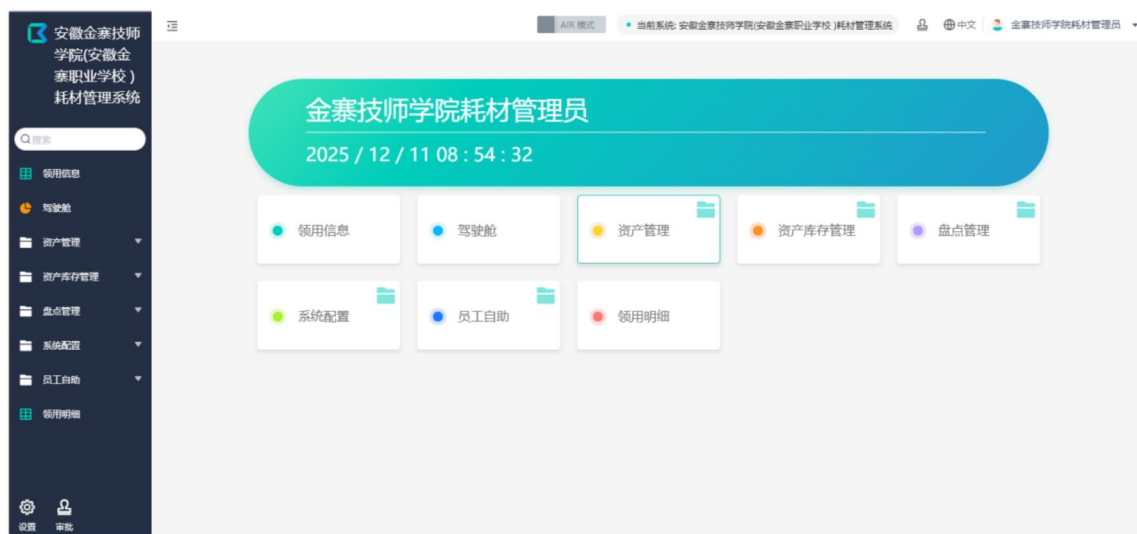 安徽金寨技师
学院(安徽金
寨职业学校)
耗材管理系统
搜索
领用信息
驾驶舱
资产管理
资产库存管理
盘点管理
系统配置
员工自助
领用明细
设置 审批
AIR 模式 当前系统: 安徽金寨技师学院(安徽金寨职业学校)耗材管理系统 中文 金寨技师学院耗材管理员
金寨技师学院耗材管理员
2025 / 12 / 11 08 : 54 : 32
领用信息 驾驶舱 资产管理 资产库存管理 盘点管理
系统配置 员工自助 领用明细